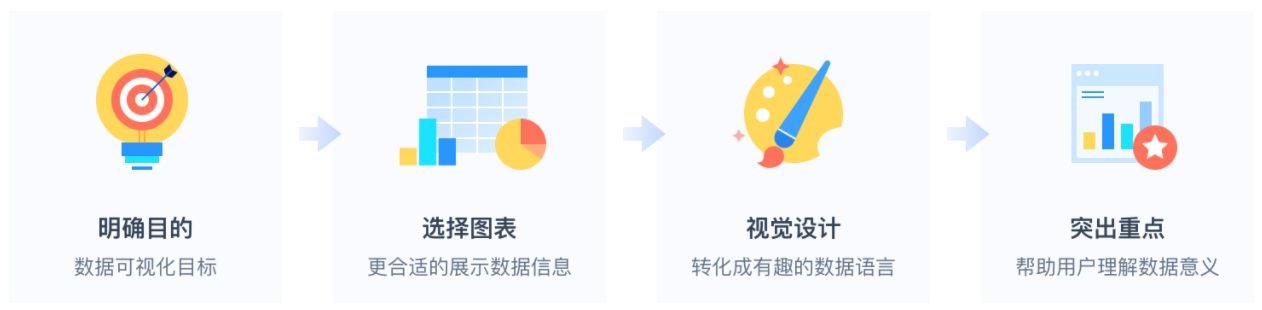 明确目的
数据可视化目标
选择图表
更合适的展示数据信息
视觉设计
转化成有趣的数据语言
突出重点
帮助用户理解数据意义